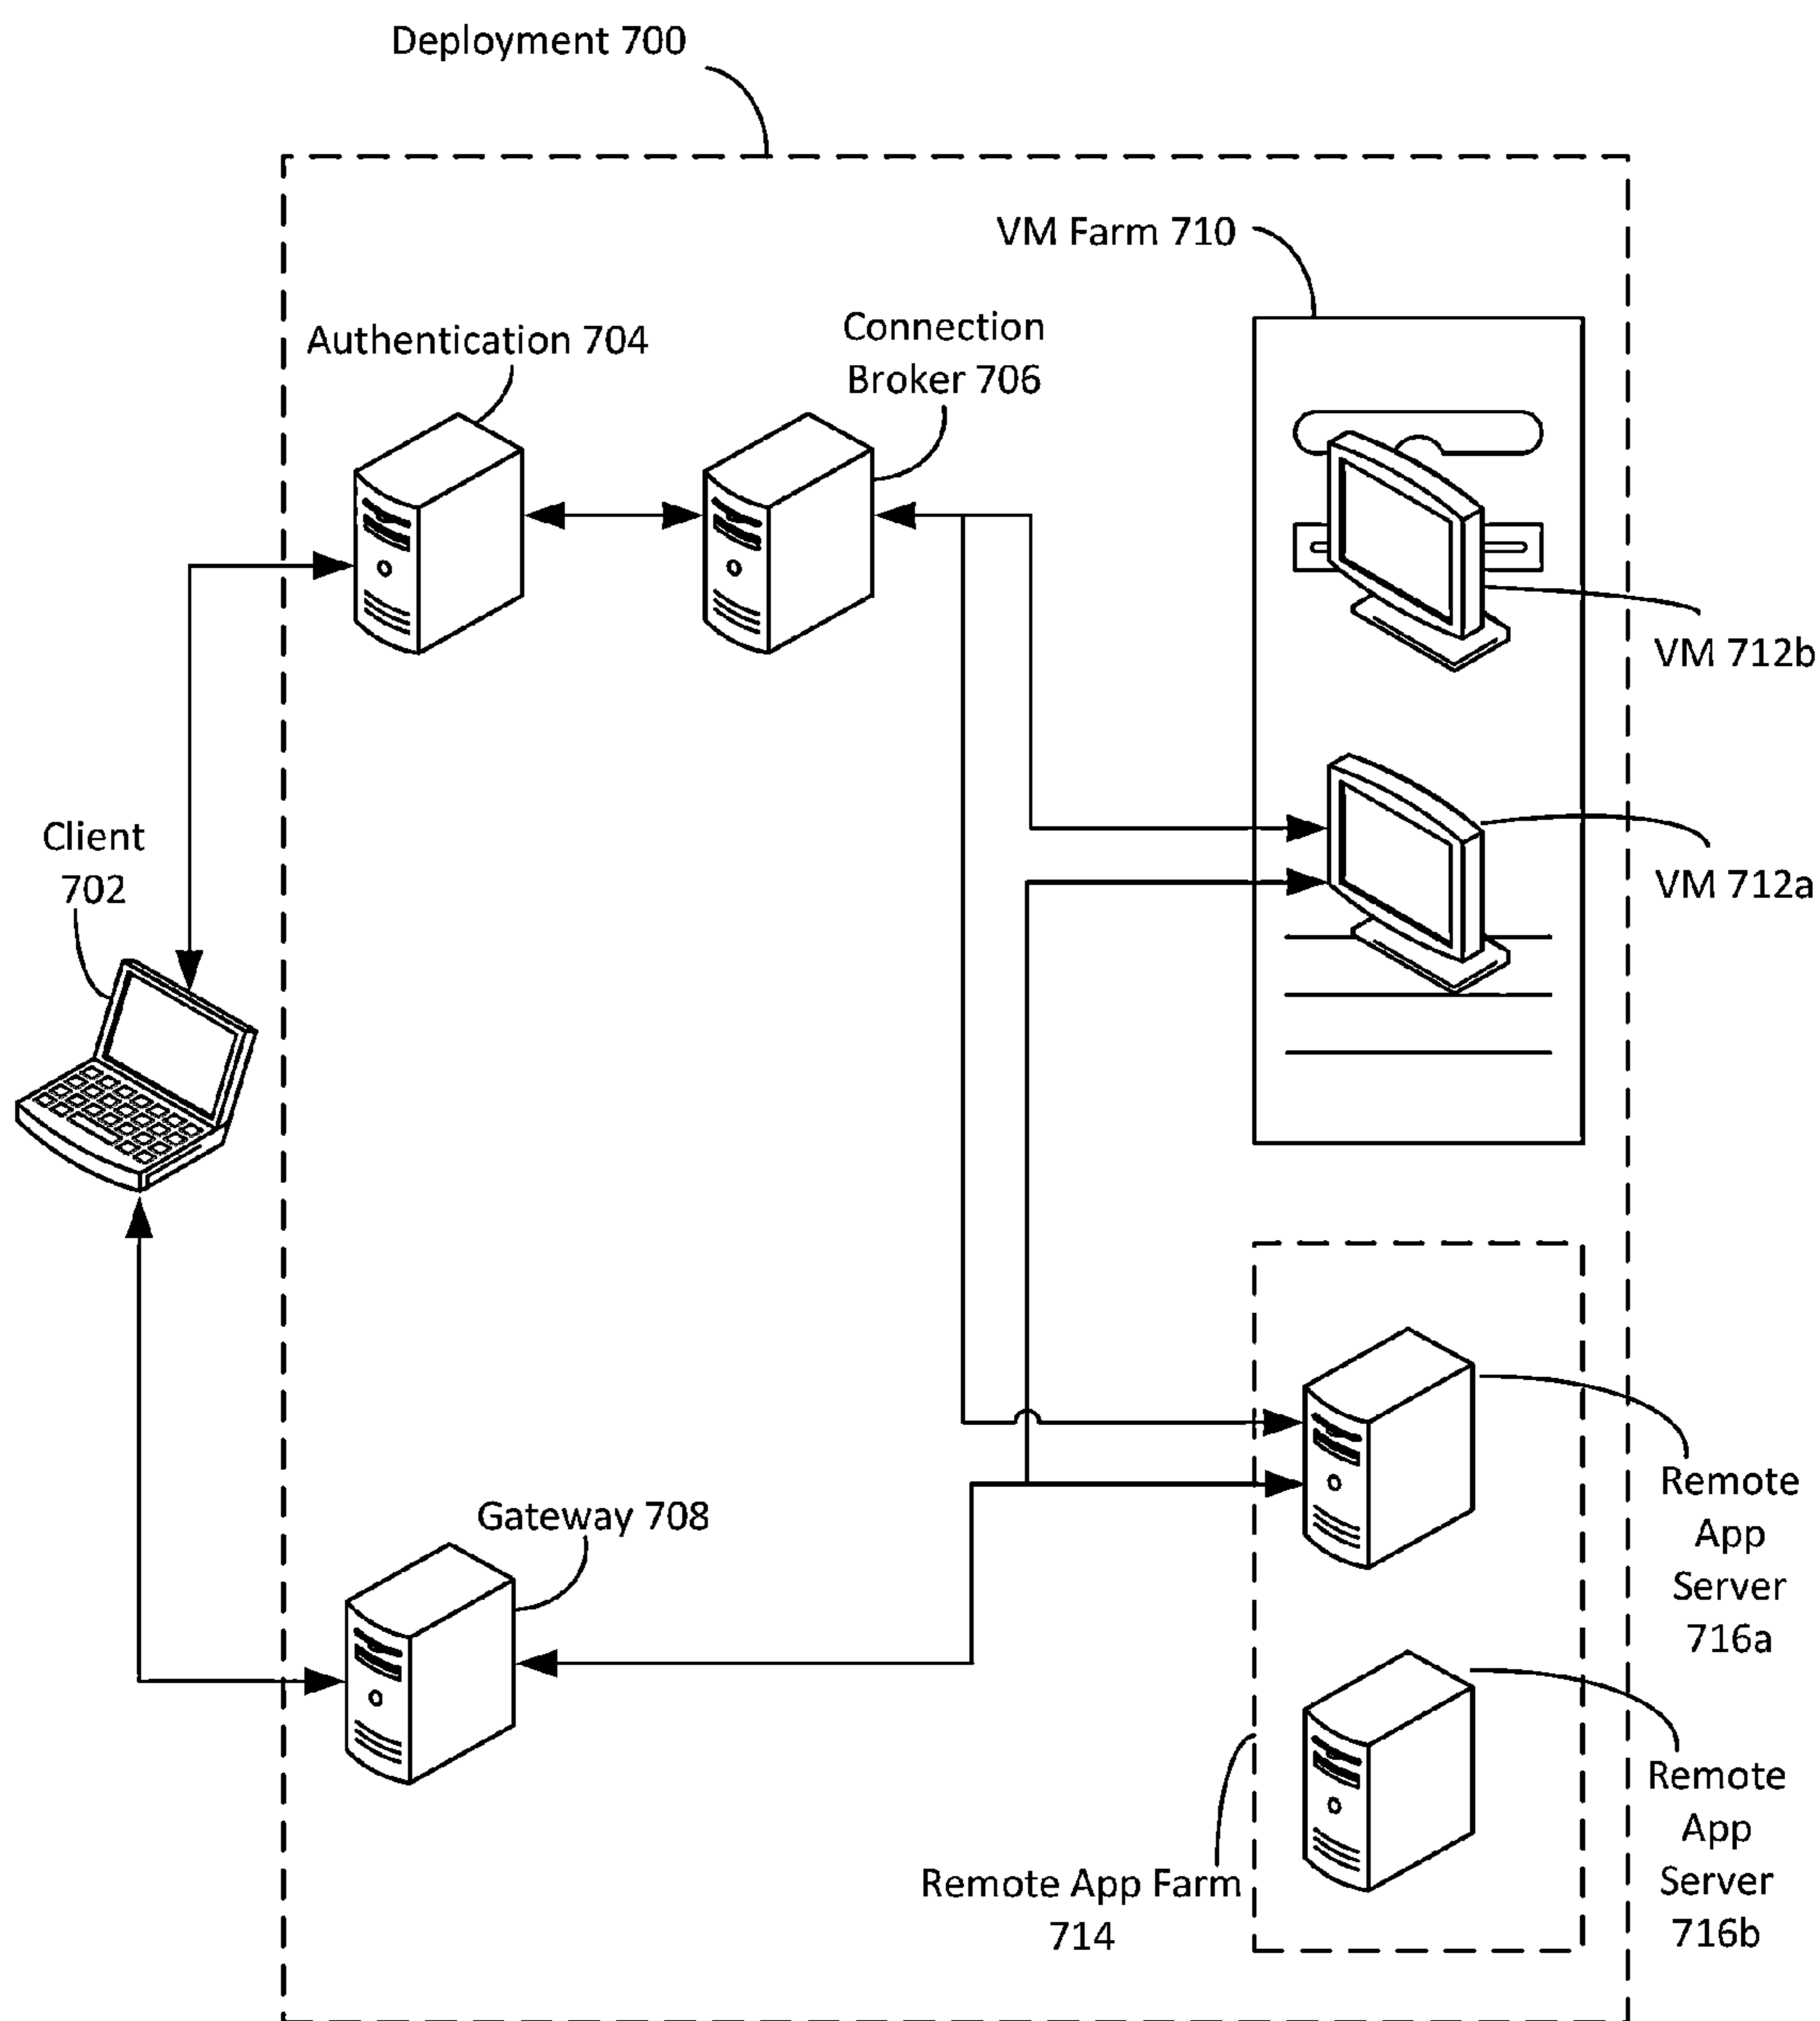 Deployment 700
VM Farm 710
Authentication 704
Connection
Broker 706
VM 712b
Client
702
VM 712a
Gateway 708
Remote
App
Server
716a
Remote App Farm
714
Remote
App
Server
716b